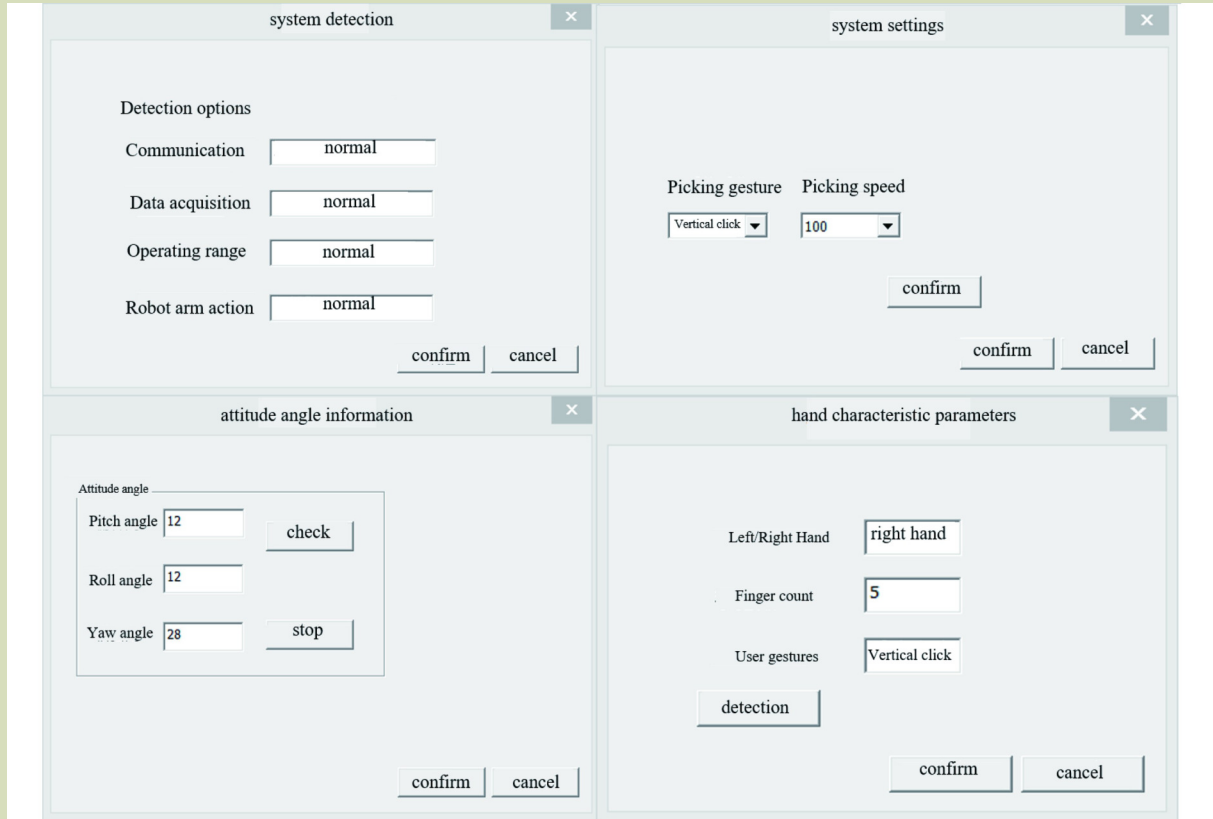 system detection
Detection options
Communication normal
Data acquisition normal
Operating range normal
Robot arm action normal
confirm cancel
system settings
Picking gesture Picking speed
Vertical click 100
confirm
confirm cancel
attitude angle information
Attitude angle
Pitch angle 12 check
Roll angle 12
Yaw angle 28 stop
confirm cancel
hand characteristic parameters
Left/Right Hand right hand
Finger count 5
User gestures Vertical click
detection
confirm cancel